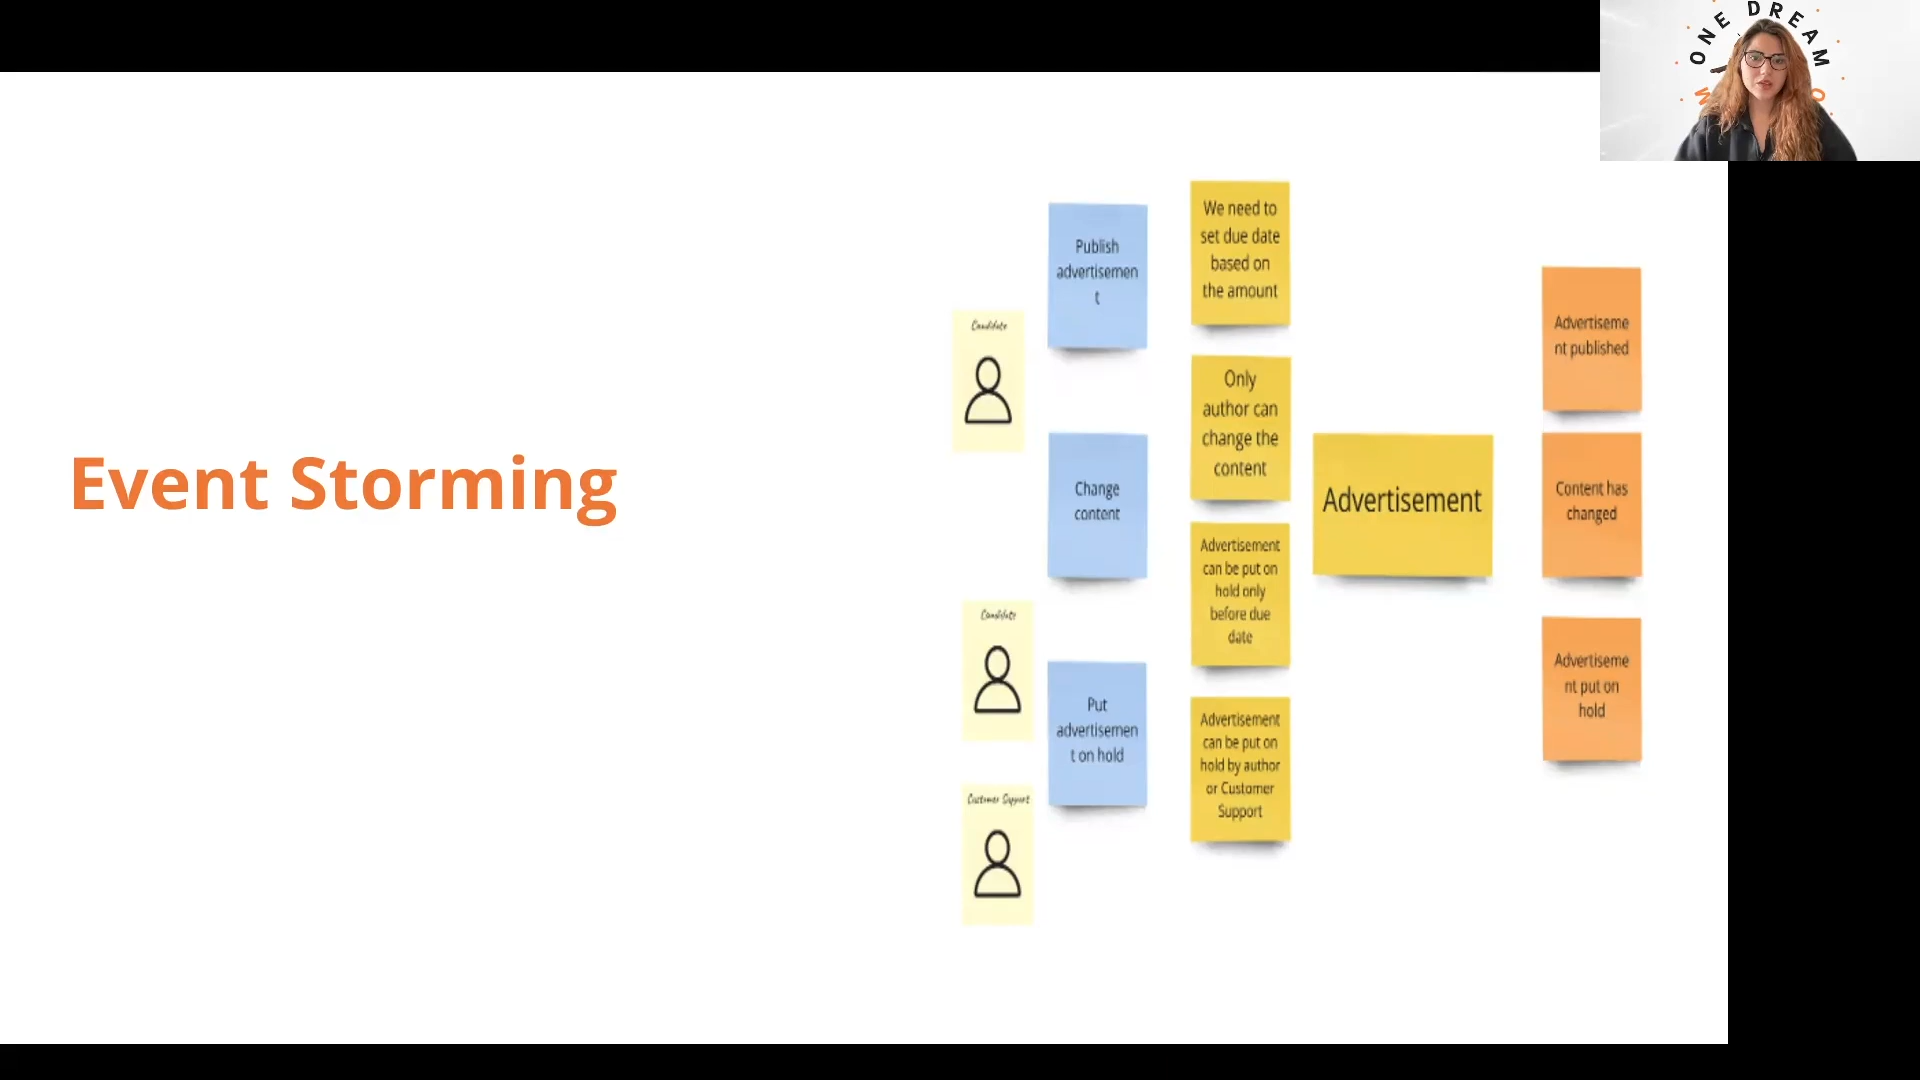 ONE DREAM
Event Storming
Candidate
Publish
advertisemen
t
Change
content
Candidate
Customer Support
Put
advertisemen
t on hold
We need to
set due date
based on
the amount
Only
author can
change the
content
Advertisement
can be put on
hold only
before due
date
Advertisement
can be put on
hold by author
or Customer
Support
Advertisement
Advertiseme
nt published
Content has
changed
Advertiseme
nt put on
hold